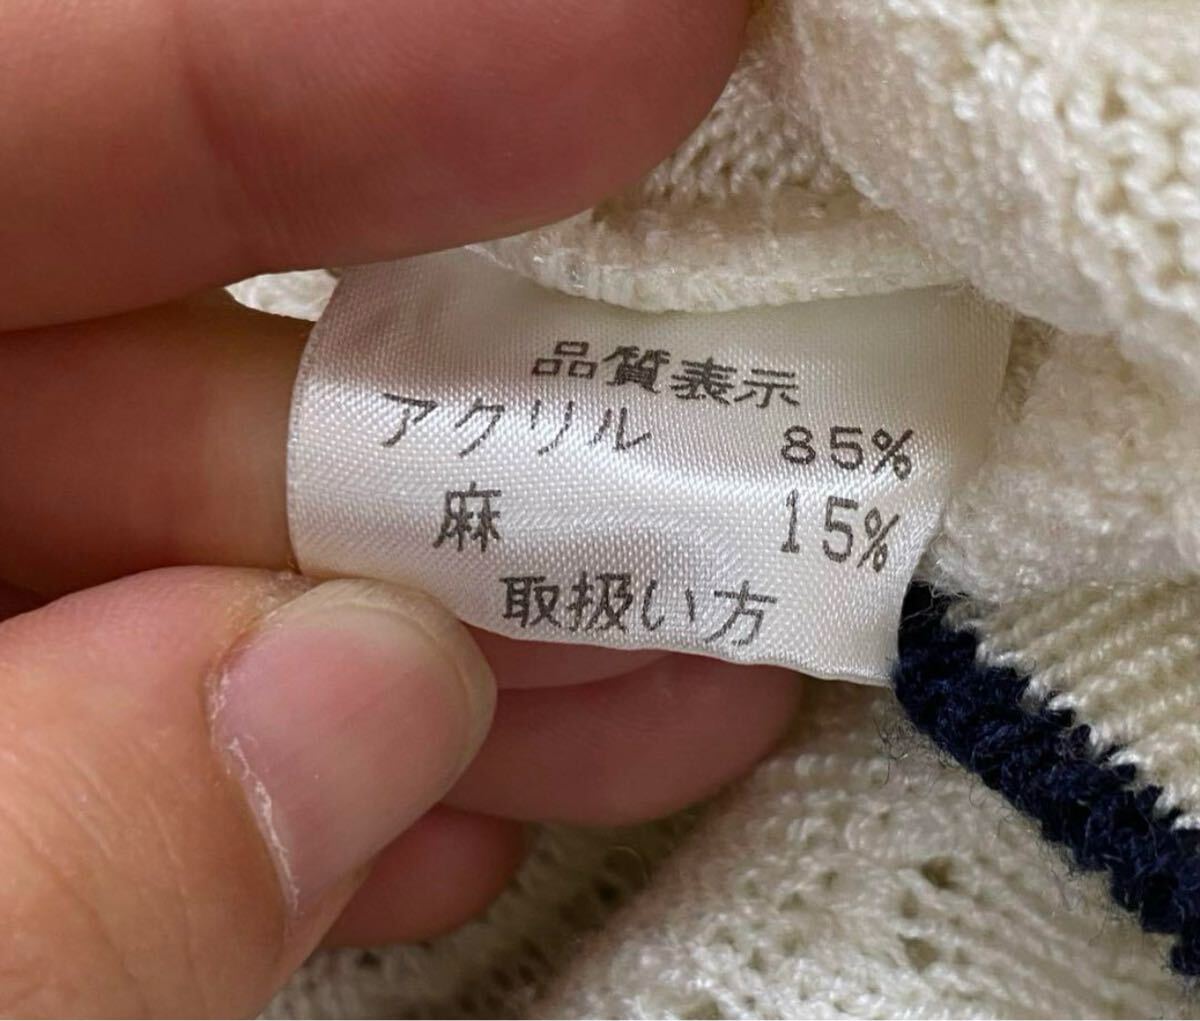 品質表示
アクリル 85%
麻 15%
取扱い方